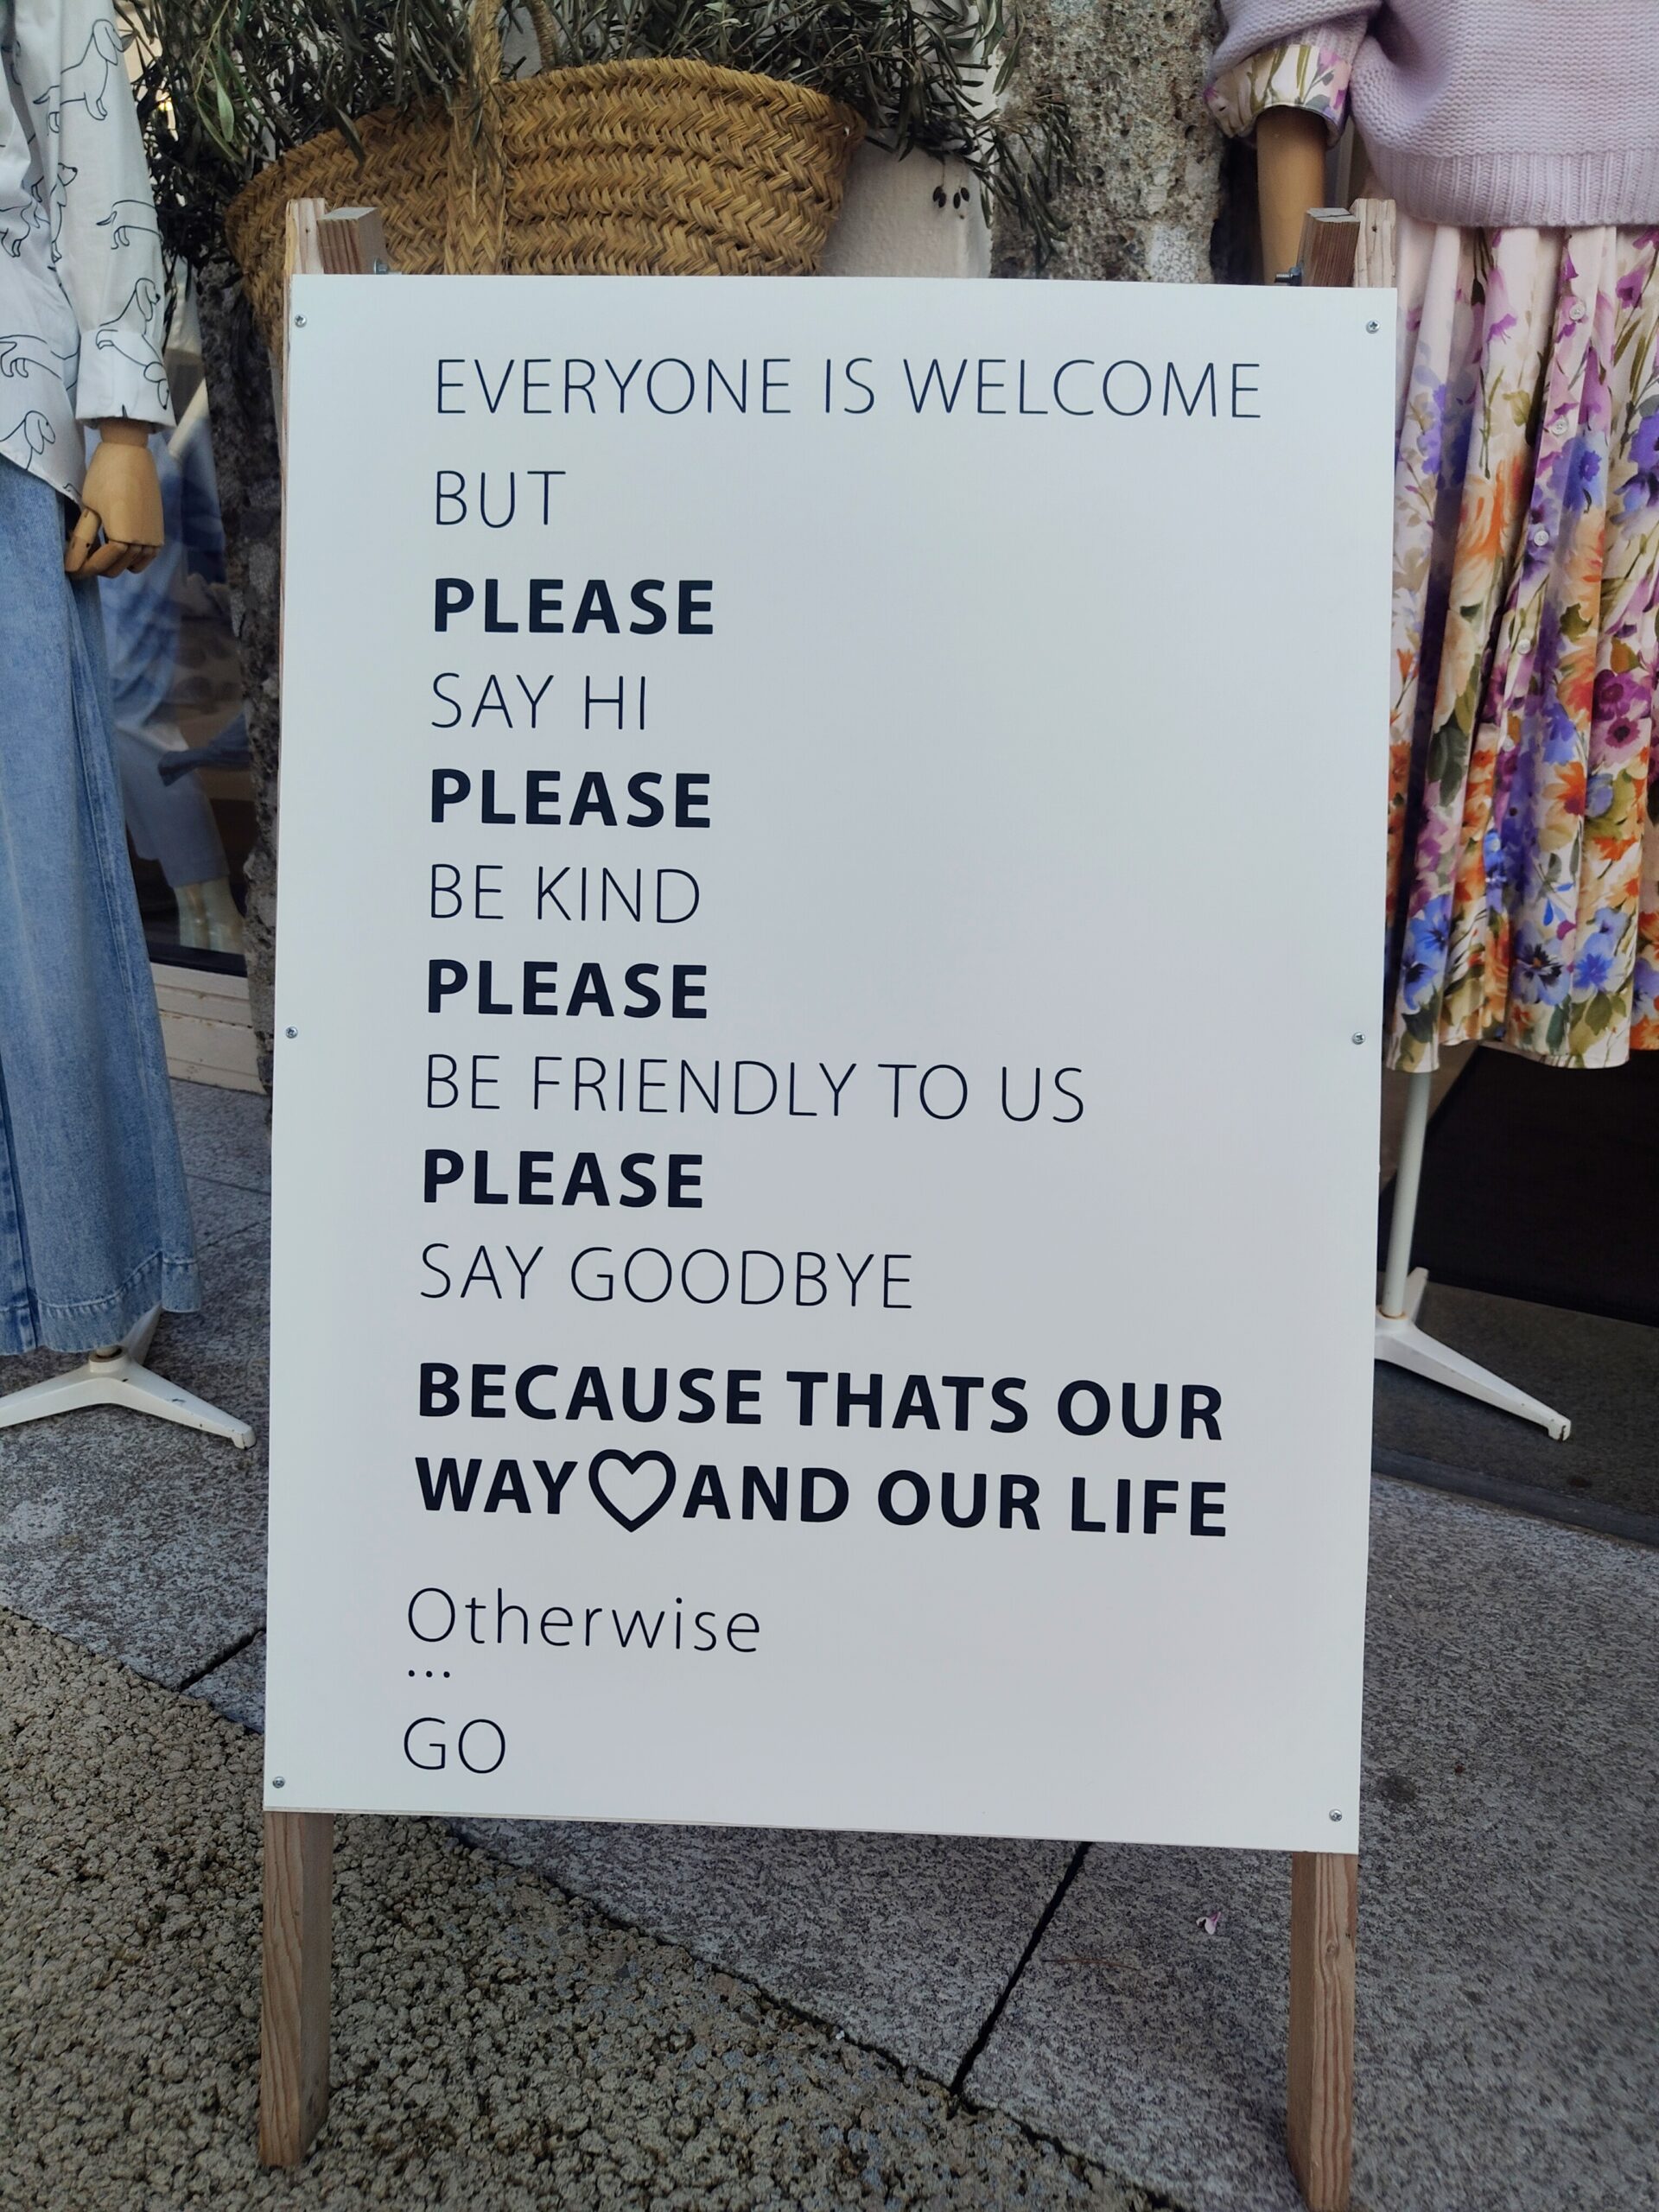 EVERYONE IS WELCOME
BUT
PLEASE
SAY HI
PLEASE
BE KIND
PLEASE
BE FRIENDLY TO US
PLEASE
SAY GOODBYE
BECAUSE THATS OUR
WAY♡AND OUR LIFE
Otherwise
...
GO